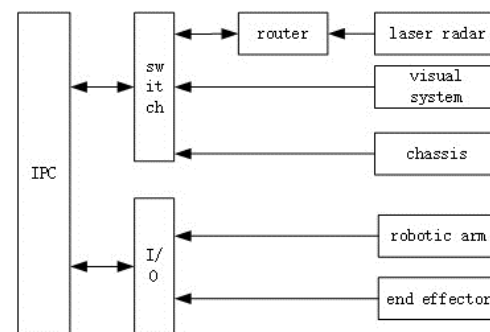 IPC
sw
it
ch
router
laser radar
visual
system
chassis
I/
O
robotic arm
end effector